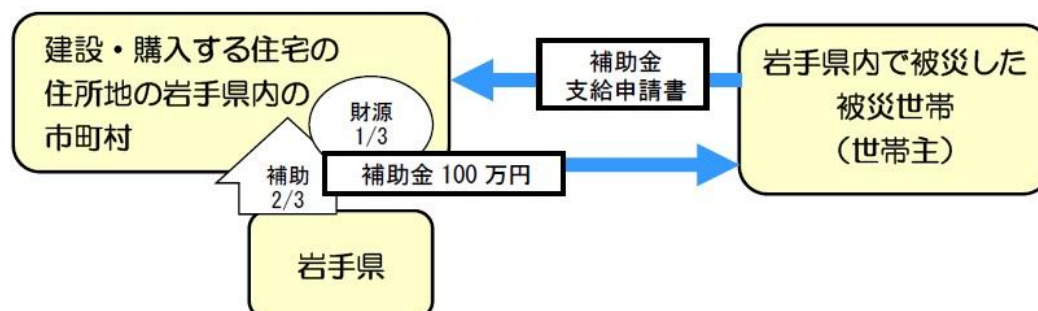 建設・購入する住宅の
住所地の岩手県内の
市町村
財源
1/3
補助
2/3
補助金 100 万円
岩手県
補助金
支給申請書
岩手県内で被災した
被災世帯
（世帯主）